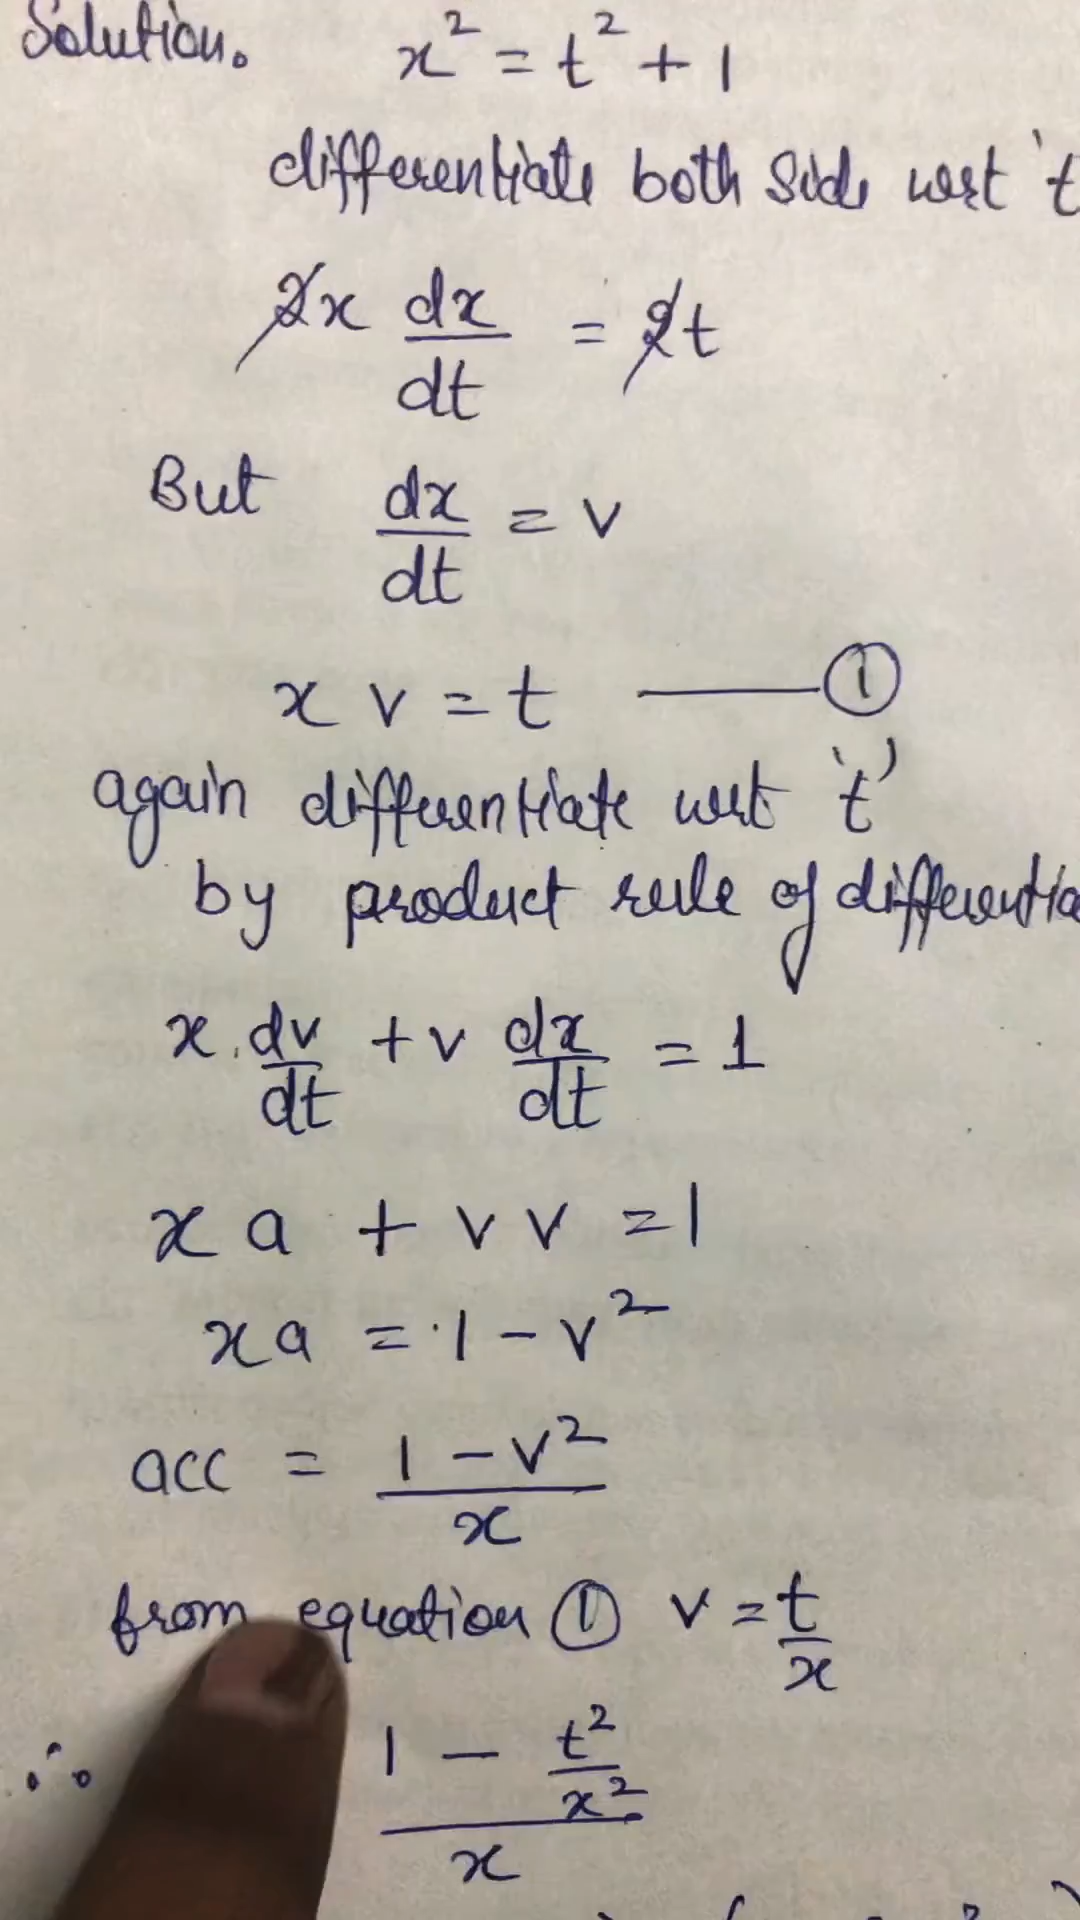 Solution. x² = t² + 1
differentiate both side wrt 't
2x dx/dt = 2t
But dx/dt = v
x v = t —— ①
again differentiate wrt 't'
by product rule of differentia
x. dv/dt + v dx/dt = 1
x a + v v = 1
x a = 1 - v²
acc = (1 - v²)/x
from equation ① v = t/x
∴ (1 - t²/x²)/x